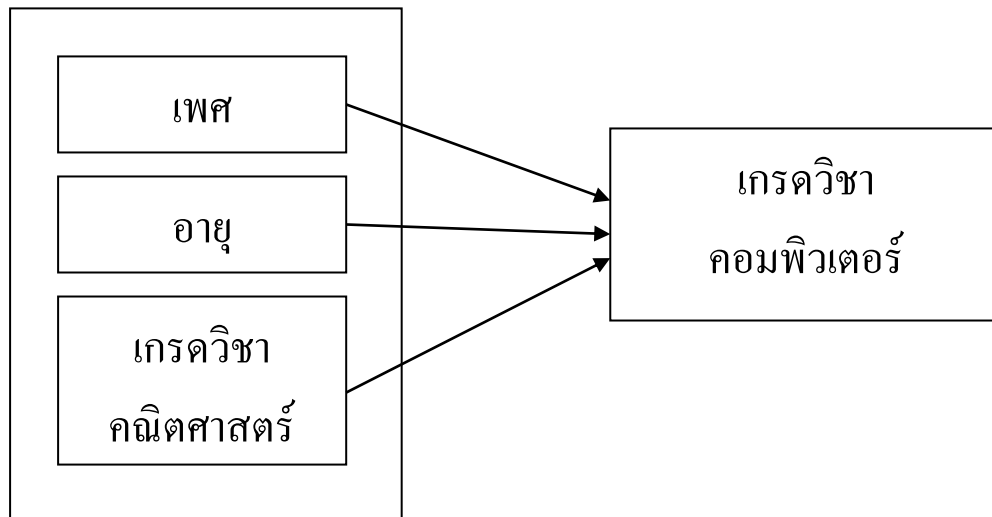 เพศ
อายุ
เกรดวิชา
คณิตศาสตร์
เกรดวิชา
คอมพิวเตอร์